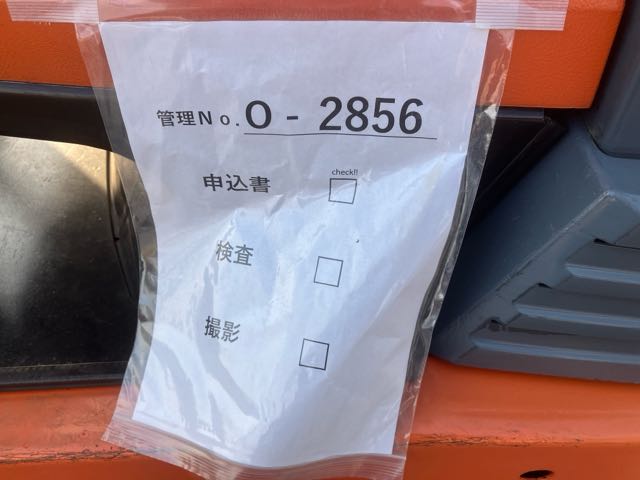 管理No. O - 2856
check!!
申込書 □
検査 □
撮影 □